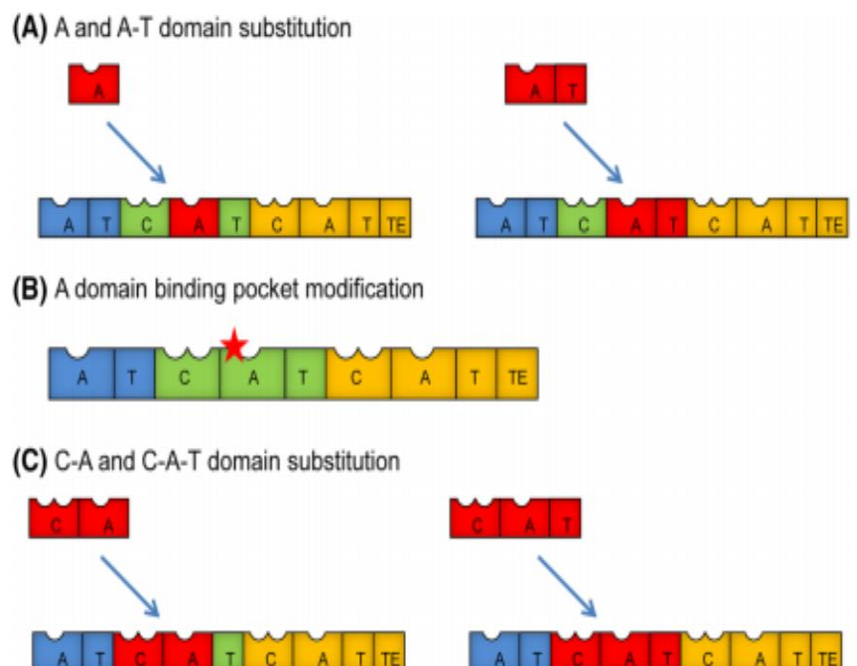 (A) A and A-T domain substitution
A
A T
A T C A T C A T TE
A T C A T C A T TE
(B) A domain binding pocket modification
A T C A T C A T TE
(C) C-A and C-A-T domain substitution
C A
C A T
A T C A T C A T TE
A T C A T C A T TE